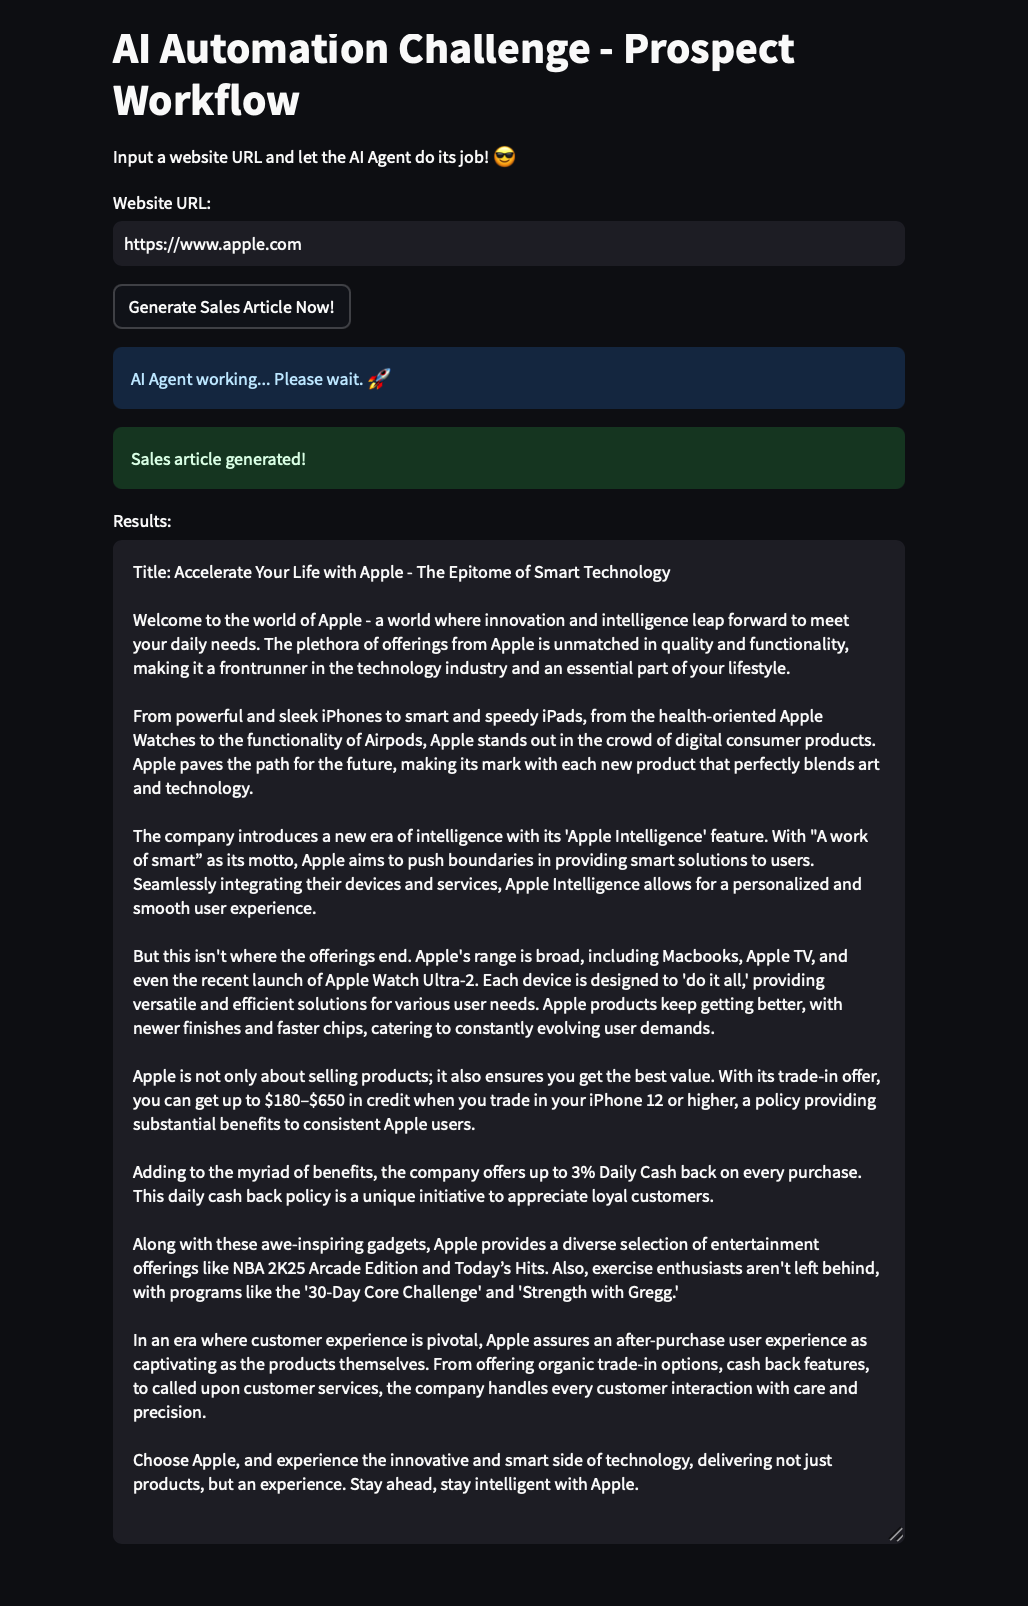 AI Automation Challenge - Prospect
Workflow
Input a website URL and let the AI Agent do its job! 😎
Website URL:
https://www.apple.com
Generate Sales Article Now!
AI Agent working... Please wait. 🚀
Sales article generated!
Results:
Title: Accelerate Your Life with Apple - The Epitome of Smart Technology
Welcome to the world of Apple - a world where innovation and intelligence leap forward to meet
your daily needs. The plethora of offerings from Apple is unmatched in quality and functionality,
making it a frontrunner in the technology industry and an essential part of your lifestyle.
From powerful and sleek iPhones to smart and speedy iPads, from the health-oriented Apple
Watches to the functionality of Airpods, Apple stands out in the crowd of digital consumer products.
Apple paves the path for the future, making its mark with each new product that perfectly blends art
and technology.
The company introduces a new era of intelligence with its 'Apple Intelligence' feature. With "A work
of smart” as its motto, Apple aims to push boundaries in providing smart solutions to users.
Seamlessly integrating their devices and services, Apple Intelligence allows for a personalized and
smooth user experience.
But this isn't where the offerings end. Apple's range is broad, including Macbooks, Apple TV, and
even the recent launch of Apple Watch Ultra-2. Each device is designed to 'do it all,' providing
versatile and efficient solutions for various user needs. Apple products keep getting better, with
newer finishes and faster chips, catering to constantly evolving user demands.
Apple is not only about selling products; it also ensures you get the best value. With its trade-in offer,
you can get up to $180–$650 in credit when you trade in your iPhone 12 or higher, a policy providing
substantial benefits to consistent Apple users.
Adding to the myriad of benefits, the company offers up to 3% Daily Cash back on every purchase.
This daily cash back policy is a unique initiative to appreciate loyal customers.
Along with these awe-inspiring gadgets, Apple provides a diverse selection of entertainment
offerings like NBA 2K25 Arcade Edition and Today’s Hits. Also, exercise enthusiasts aren't left behind,
with programs like the '30-Day Core Challenge' and 'Strength with Gregg.'
In an era where customer experience is pivotal, Apple assures an after-purchase user experience as
captivating as the products themselves. From offering organic trade-in options, cash back features,
to called upon customer services, the company handles every customer interaction with care and
precision.
Choose Apple, and experience the innovative and smart side of technology, delivering not just
products, but an experience. Stay ahead, stay intelligent with Apple.